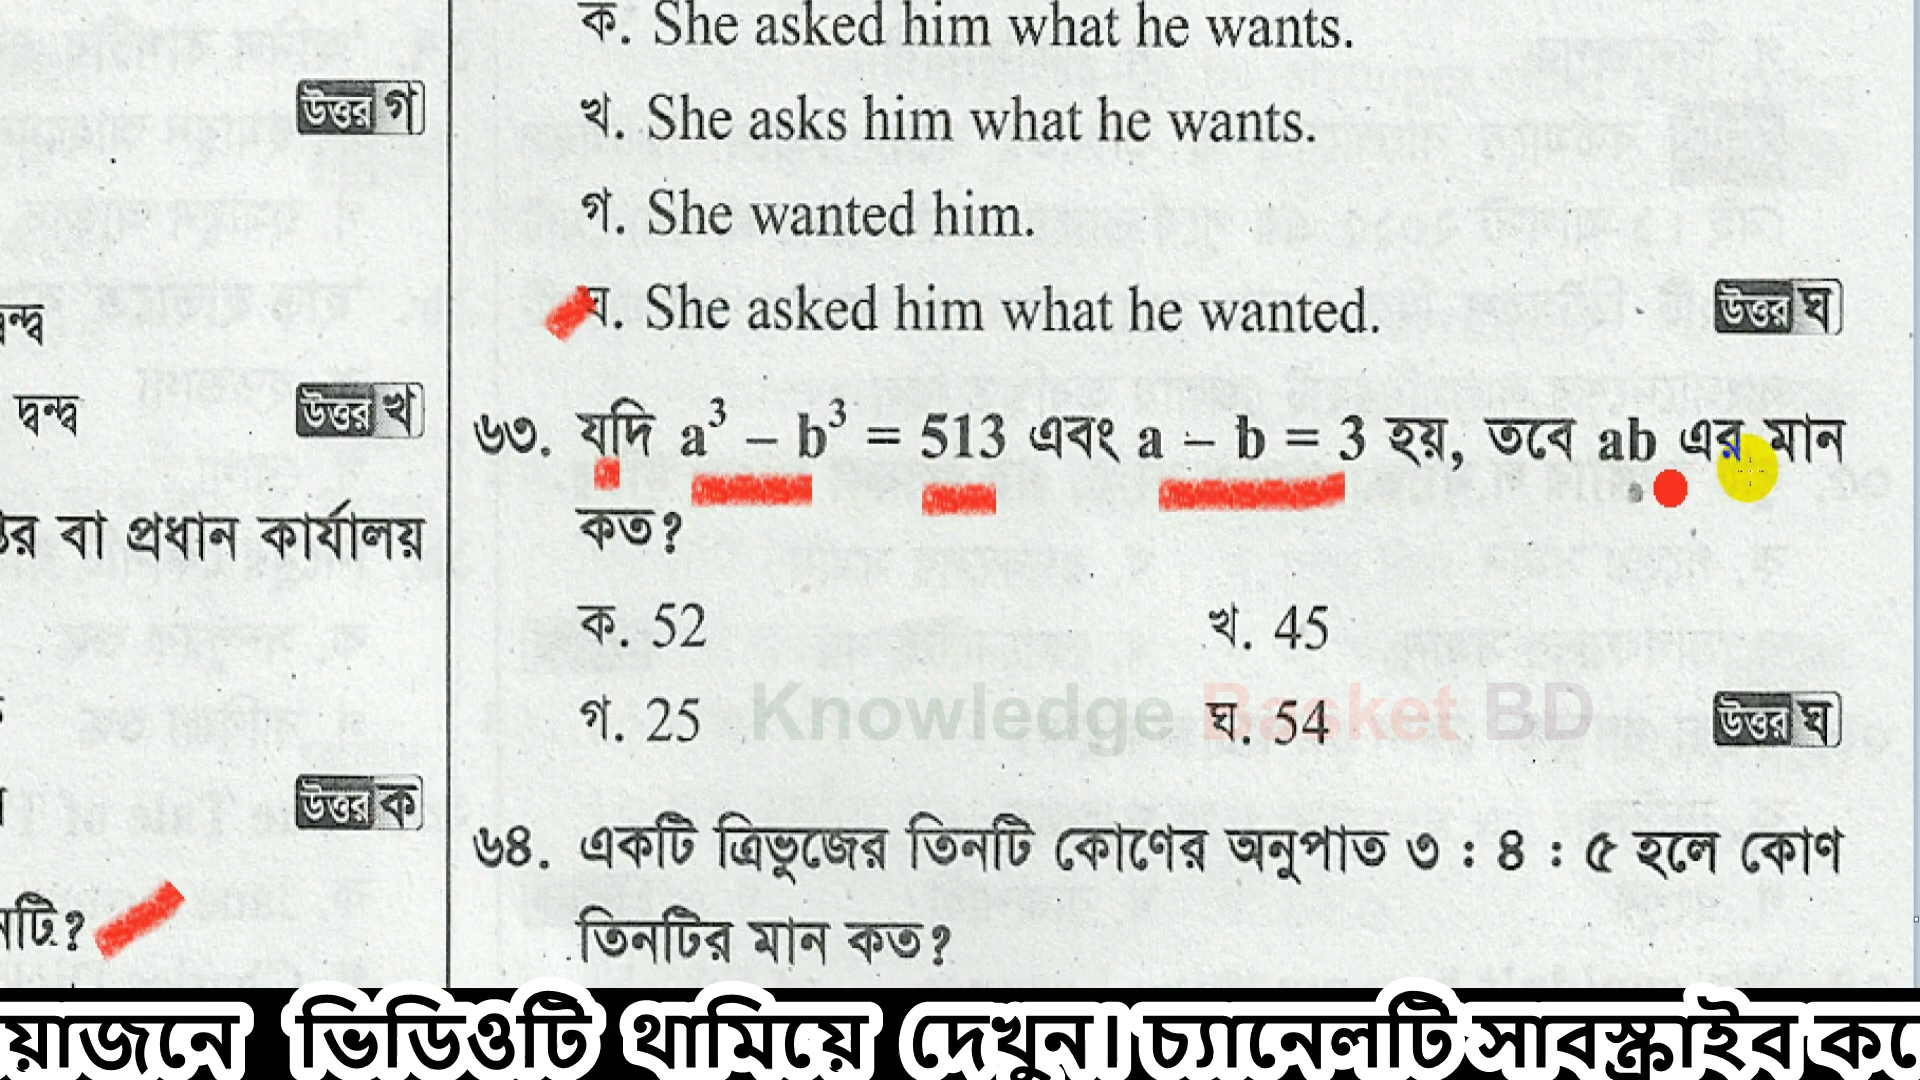 উত্তর গ
দ্বন্দ্ব
উত্তর খ
বা প্রধান কার্যালয়
উত্তর ক
ক. She asked him what he wants.
খ. She asks him what he wants.
গ. She wanted him.
ঘ. She asked him what he wanted.
উত্তর ঘ
৬৩. যদি a³ – b³ = 513 এবং a – b = 3 হয়, তবে ab এর মান
কত?
ক. 52 খ. 45
গ. 25 ঘ. 54
উত্তর ঘ
Knowledge Basket BD
৬৪. একটি ত্রিভুজের তিনটি কোণের অনুপাত ৩ : ৪ : ৫ হলে কোণ
তিনটির মান কত?
ভিডিওটি থামিয়ে দেখুন। চ্যানেলটি সাবস্ক্রাইব